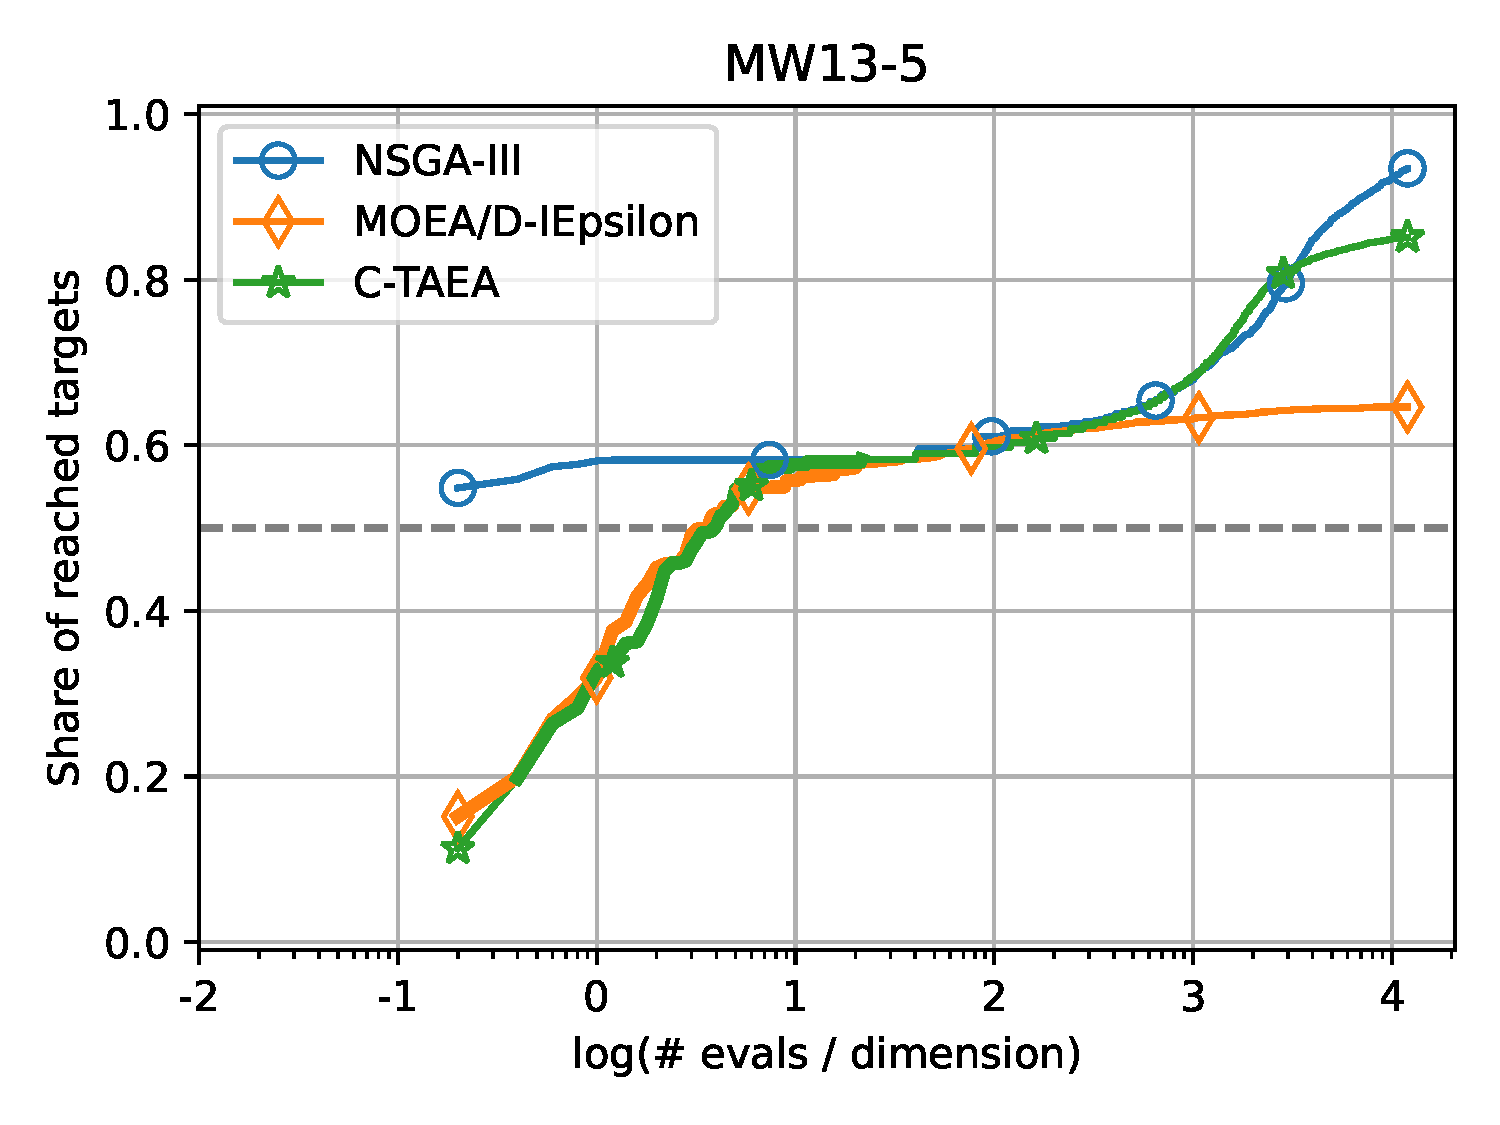 MW13-5
NSGA-III
MOEA/D-IEpsilon
C-TAEA
Share of reached targets
1.0
0.8
0.6
0.4
0.2
0.0
-2 -1 0 1 2 3 4
log(# evals / dimension)